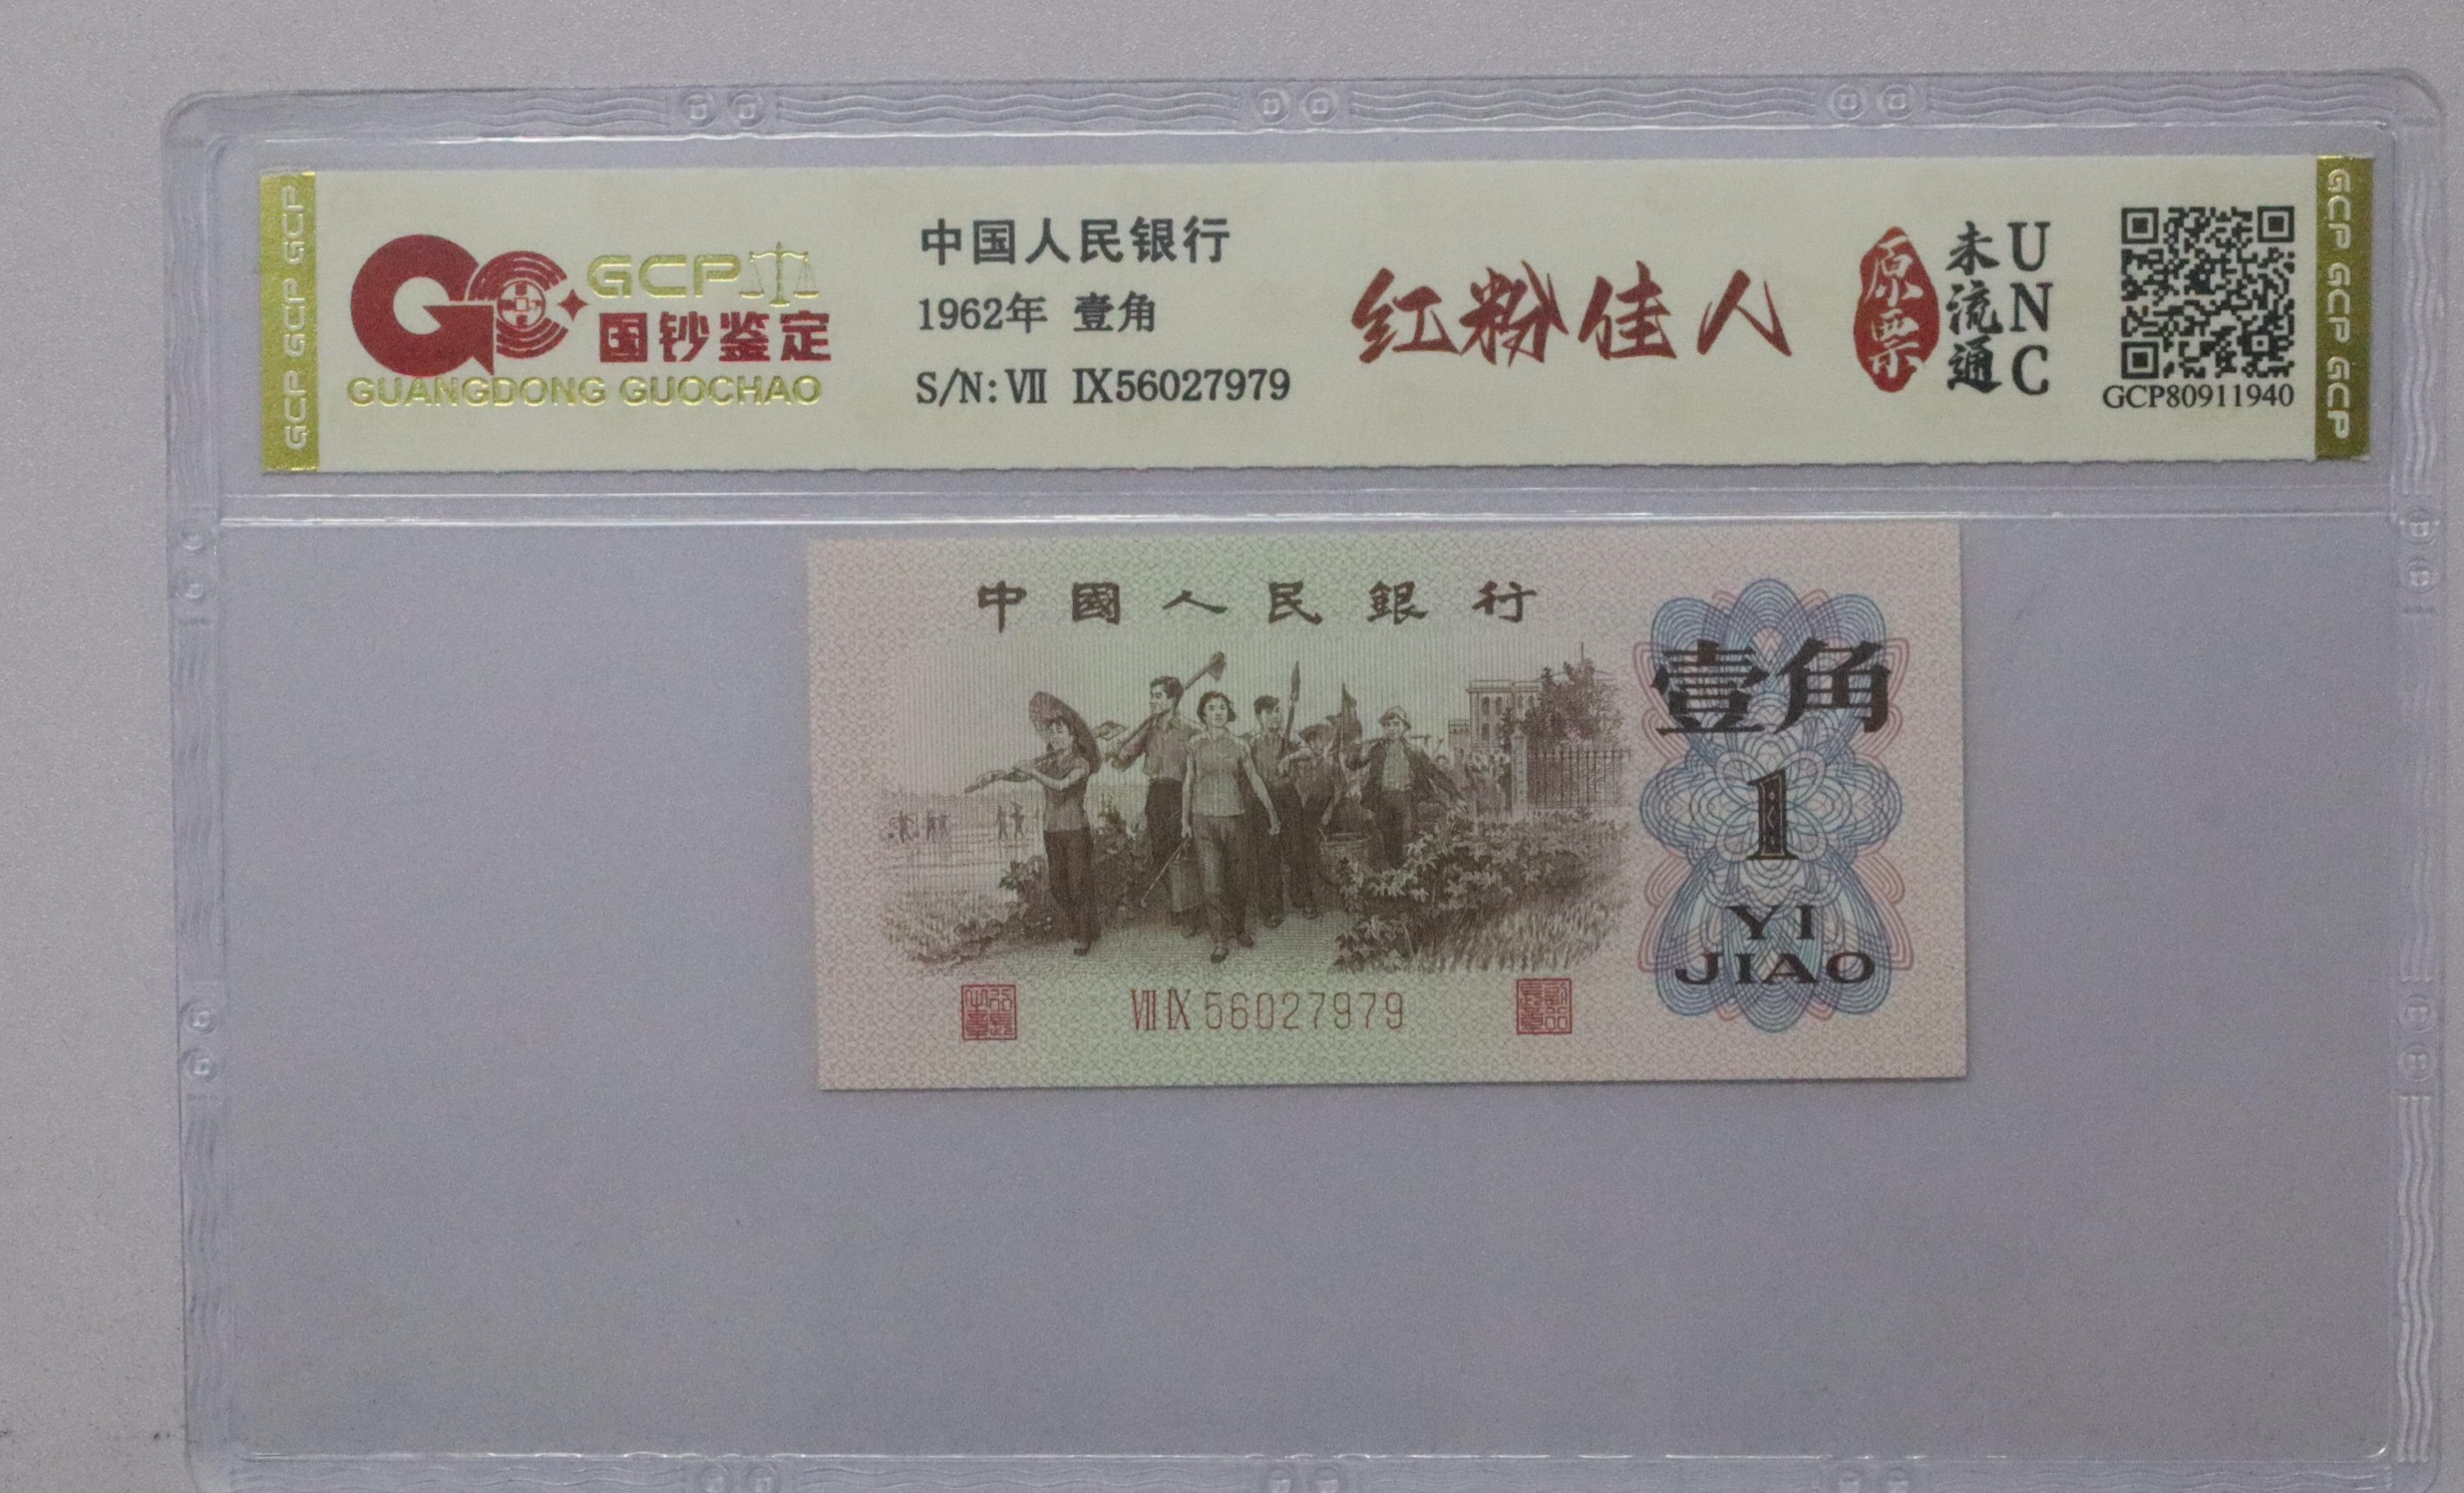 GCP GCP GCP
GCP
国钞鉴定
GUANGDONG GUOCHAO
中国人民银行
1962年 壹角
S/N: Ⅶ Ⅸ56027979
红粉佳人
原票
未流通
UNC
GCP80911940
GCP GCP GCP
中國人民銀行
壹角
1
YI
JIAO
ⅦⅨ 56027979